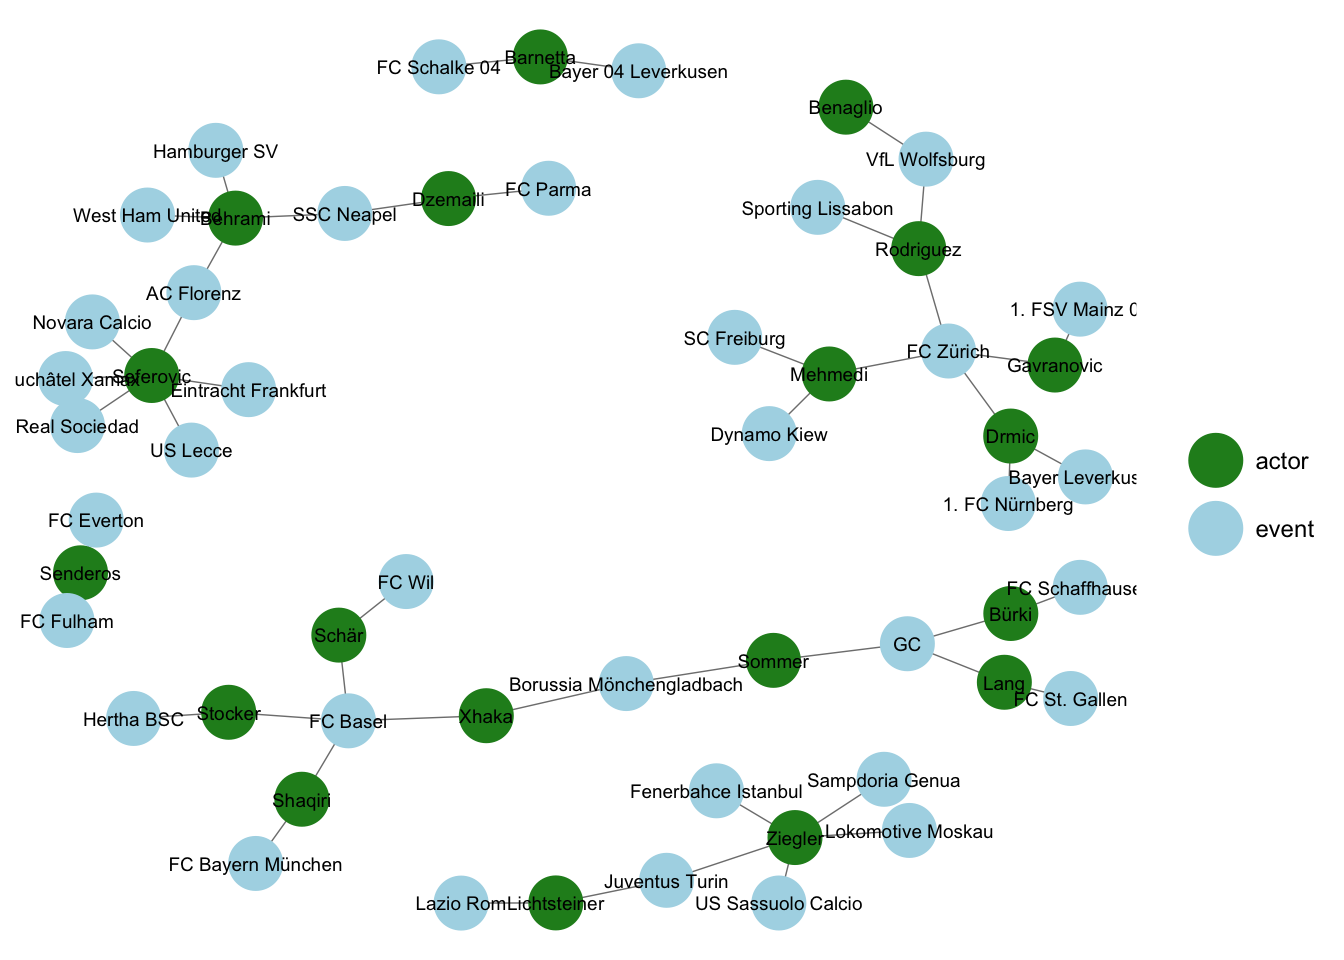 FC Schalke 04
Barnetta
Bayer 04 Leverkusen
Benaglio
Hamburger SV
VfL Wolfsburg
West Ham United
Behrami
SSC Neapel
Dzemaili
FC Parma
Sporting Lissabon
Rodriguez
AC Florenz
Novara Calcio
1. FSV Mainz 0
SC Freiburg
FC Zürich
Gavranovic
uchâtel Xamax
Seferovic
Eintracht Frankfurt
Mehmedi
Real Sociedad
US Lecce
Dynamo Kiew
Drmic
actor
Bayer Leverkus
1. FC Nürnberg
FC Everton
event
Senderos
FC Wil
FC Schaffhause
FC Fulham
Schär
Bürki
GC
Sommer
Borussia Mönchengladbach
Lang
FC St. Gallen
Hertha BSC
Stocker
FC Basel
Xhaka
Shaqiri
Fenerbahce Istanbul
Sampdoria Genua
Ziegler
Lokomotive Moskau
FC Bayern München
Juventus Turin
Lazio Rom
Lichtsteiner
US Sassuolo Calcio